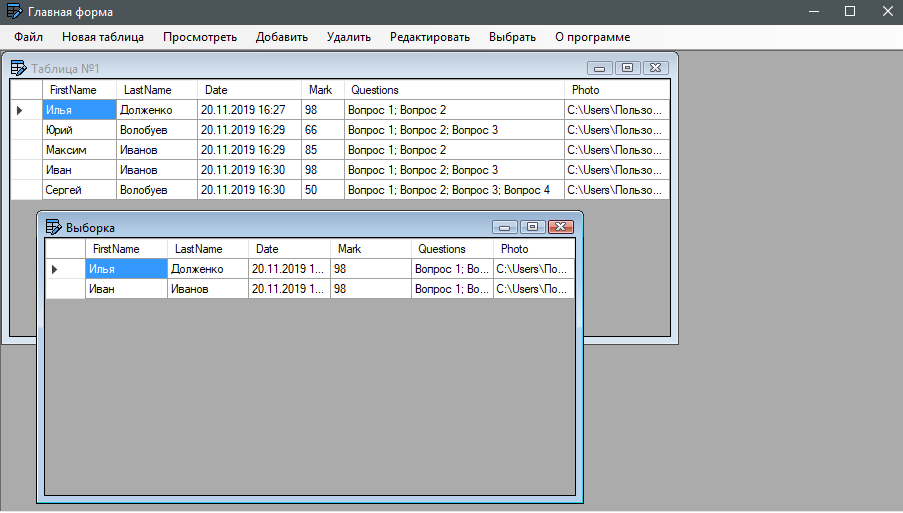 Главная форма
Файл Новая таблица Просмотреть Добавить Удалить Редактировать Выбрать О программе
Таблица №1
FirstName LastName Date Mark Questions Photo
Илья Долженко 20.11.2019 16:27 98 Вопрос 1; Вопрос 2 C:\Users\Пользо...
Юрий Волобуев 20.11.2019 16:29 66 Вопрос 1; Вопрос 2; Вопрос 3 C:\Users\Пользо...
Максим Иванов 20.11.2019 16:29 85 Вопрос 1; Вопрос 2 C:\Users\Пользо...
Иван Иванов 20.11.2019 16:30 98 Вопрос 1; Вопрос 2; Вопрос 3 C:\Users\Пользо...
Сергей Волобуев 20.11.2019 16:30 50 Вопрос 1; Вопрос 2; Вопрос 3; Вопрос 4 C:\Users\Пользо...
Выборка
FirstName LastName Date Mark Questions Photo
Илья Долженко 20.11.2019 1... 98 Вопрос 1; Во... C:\Users\По...
Иван Иванов 20.11.2019 1... 98 Вопрос 1; Во... C:\Users\По...